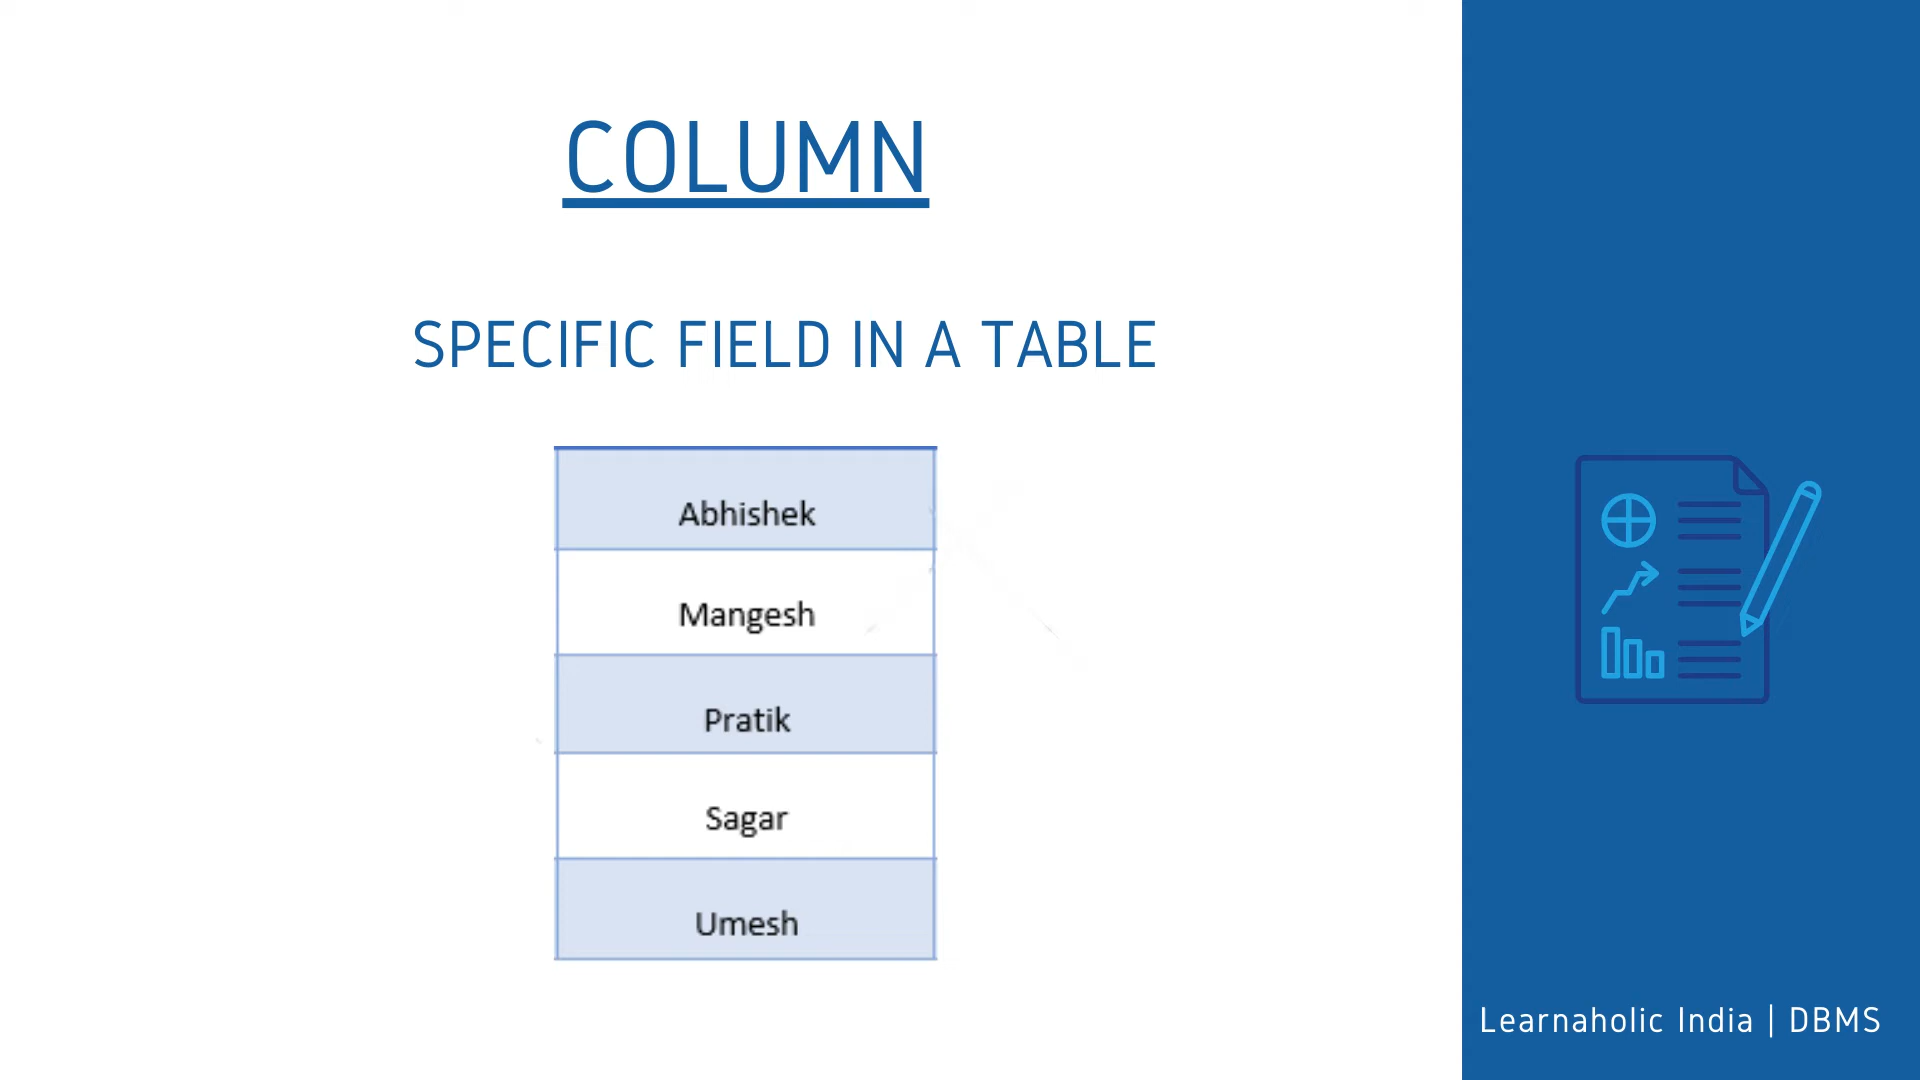 COLUMN
SPECIFIC FIELD IN A TABLE
Abhishek
Mangesh
Pratik
Sagar
Umesh
Learnaholic India | DBMS